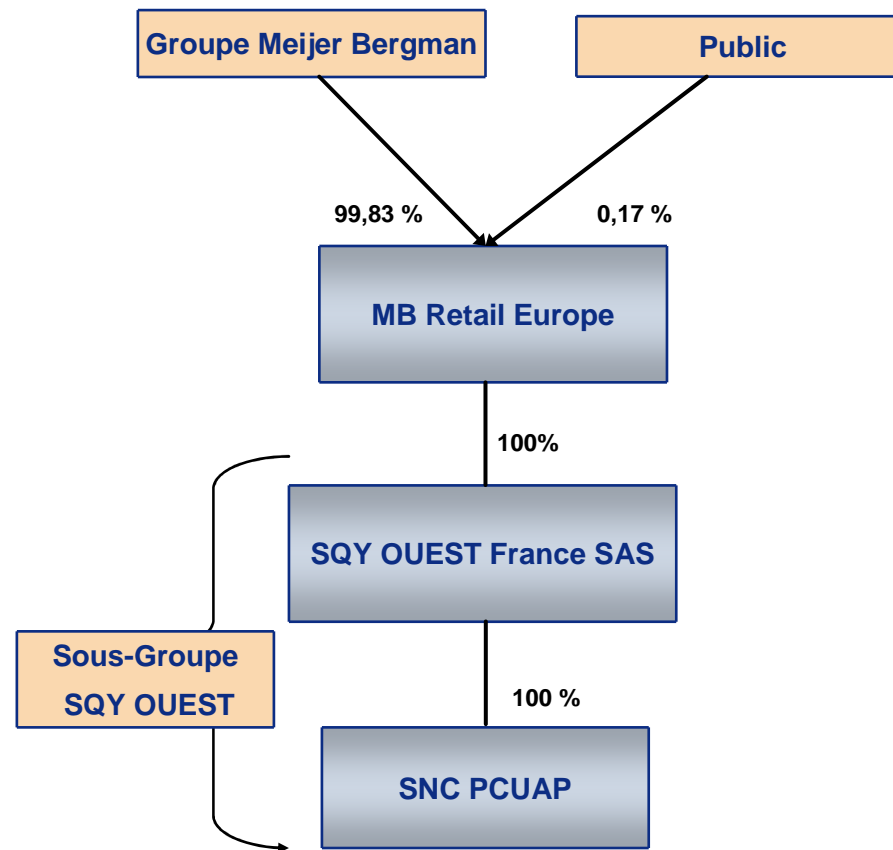 Groupe Meijer Bergman
Public
99,83 %
0,17 %
MB Retail Europe
100%
SQY OUEST France SAS
Sous-Groupe
SQY OUEST
100 %
SNC PCUAP